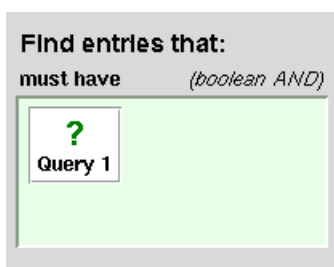 Find entries that:
must have (boolean AND)
?
Query 1